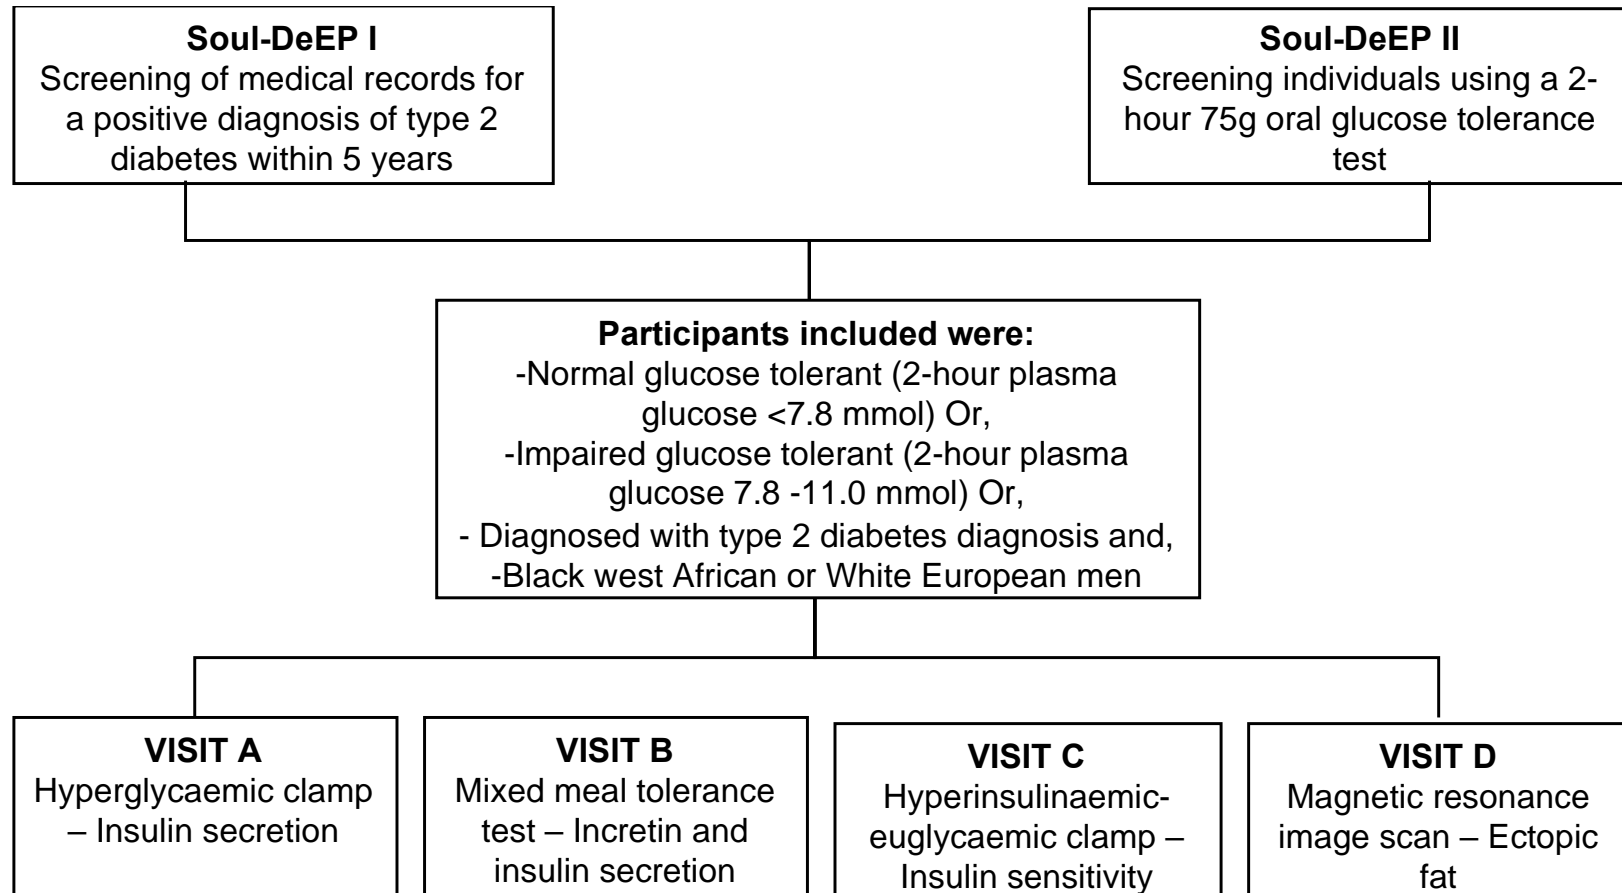 Soul-DeEP I
Screening of medical records for
a positive diagnosis of type 2
diabetes within 5 years
Soul-DeEP II
Screening individuals using a 2-
hour 75g oral glucose tolerance
test
Participants included were:
-Normal glucose tolerant (2-hour plasma
glucose <7.8 mmol) Or,
-Impaired glucose tolerant (2-hour plasma
glucose 7.8 -11.0 mmol) Or,
- Diagnosed with type 2 diabetes diagnosis and,
-Black west African or White European men
VISIT A
Hyperglycaemic clamp
– Insulin secretion
VISIT B
Mixed meal tolerance
test – Incretin and
insulin secretion
VISIT C
Hyperinsulinaemic-
euglycaemic clamp –
Insulin sensitivity
VISIT D
Magnetic resonance
image scan – Ectopic
fat